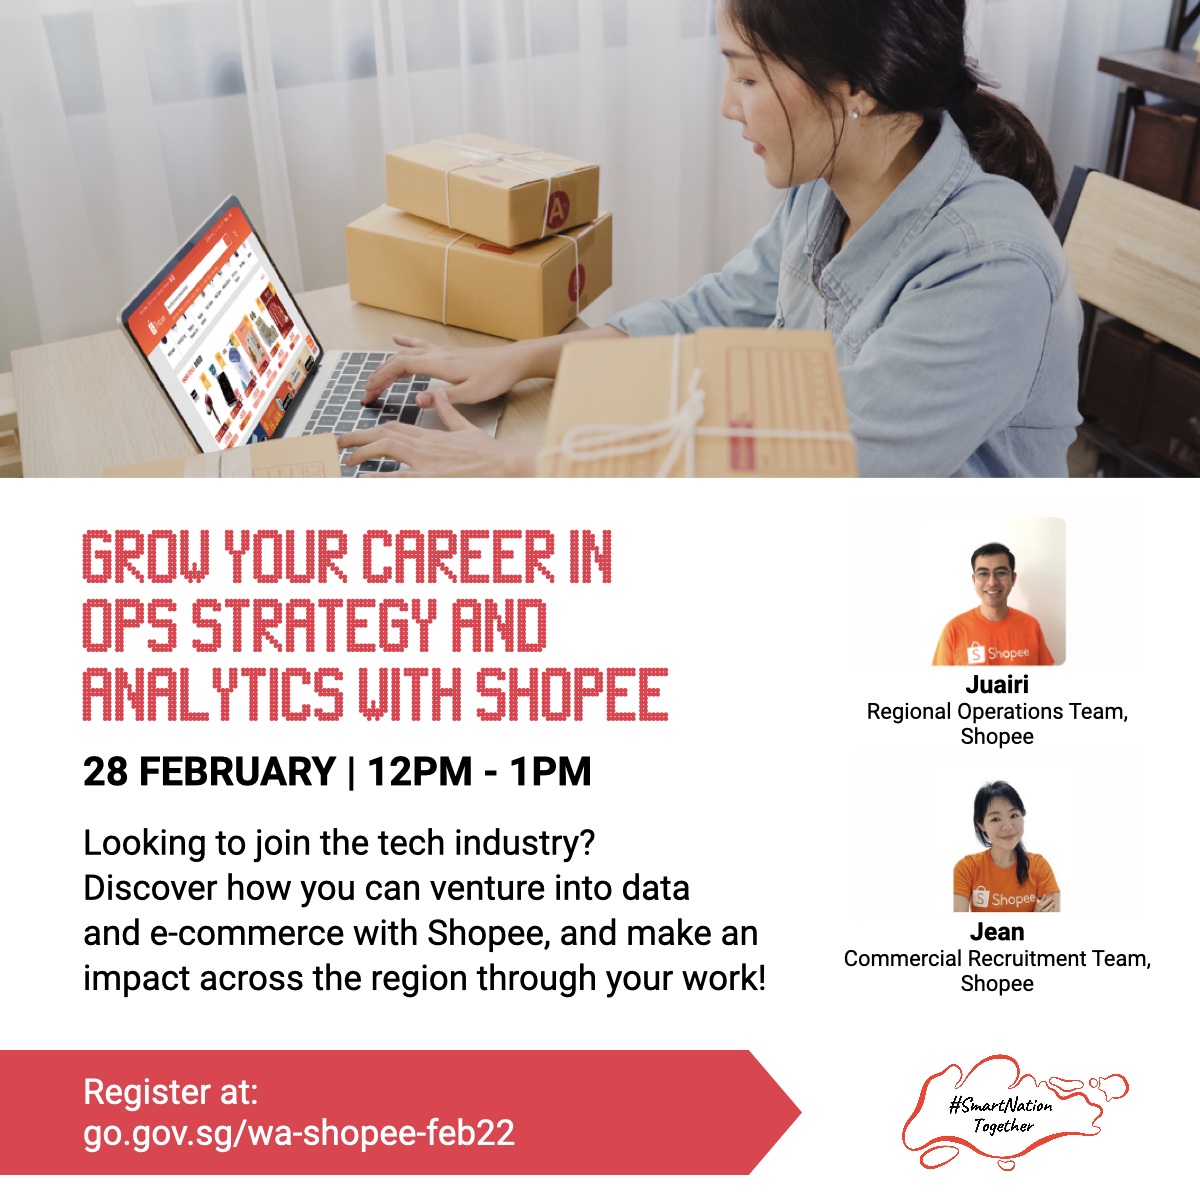 A
GROW YOUR CAREER IN
OPS STRATEGY AND
ANALYTICS WITH SHOPEE
28 FEBRUARY | 12PM - 1PM
Looking to join the tech industry?
Discover how you can venture into data
and e-commerce with Shopee, and make an
impact across the region through your work!
S Shopee
Juairi
Regional Operations Team,
Shopee
S Shopee
Jean
Commercial Recruitment Team,
Shopee
Register at:
go.gov.sg/wa-shopee-feb22
#SmartNation
Together